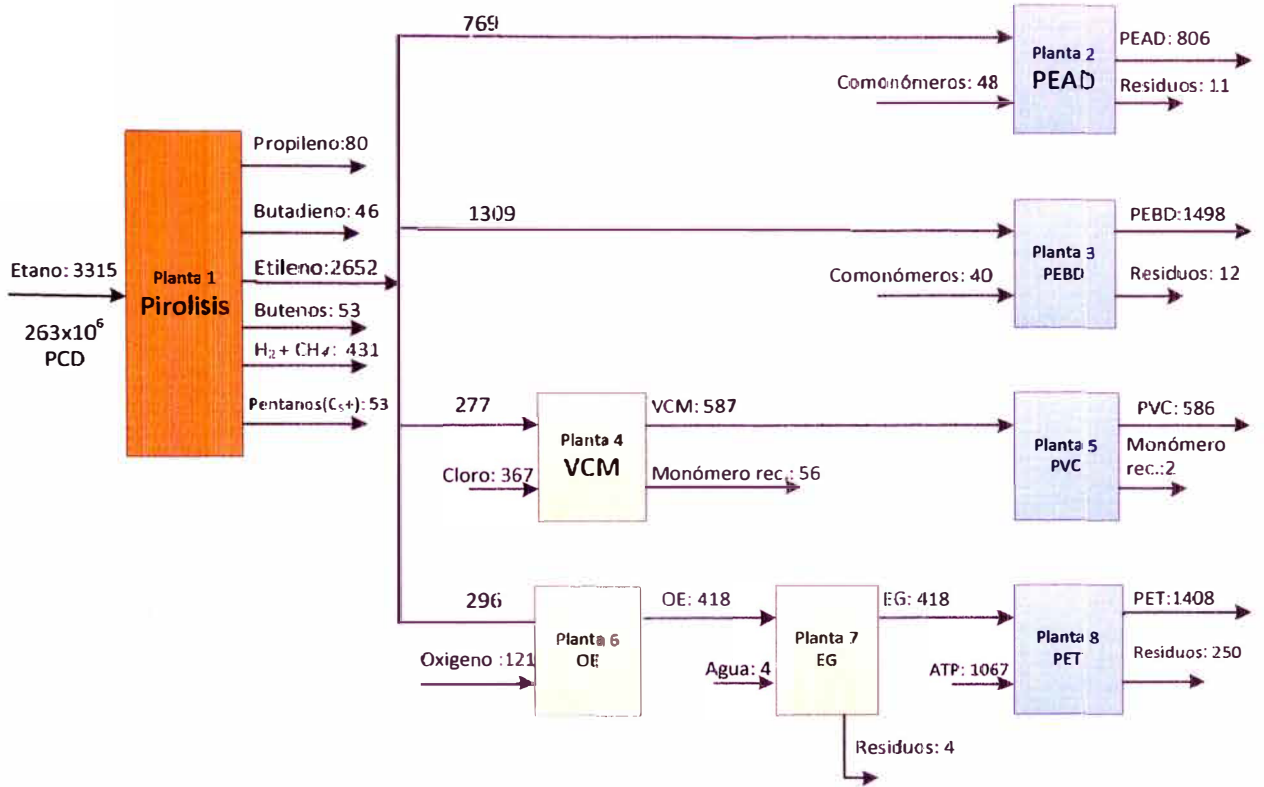 769
Planta 2
PEAD
PEAD: 806
Comonómeros: 48
Residuos: 11
Propileno:80
Butadieno: 46
Etano: 3315
263x10⁶
PCD
Planta 1
Pirolisis
Etileno:2652
Butenos: 53
H₂ + CH₄: 431
Pentanos(C₅+): 53
1309
Planta 3
PEBD
PEBD:1498
Comonómeros: 40
Residuos: 12
277
Cloro: 367
Planta 4
VCM
VCM: 587
Monómero rec.: 56
Planta 5
PVC
PVC: 586
Monómero
rec.:2
296
Oxigeno :121
Planta 6
OE
OE: 418
Agua: 4
Planta 7
EG
EG: 418
Residuos: 4
ATP: 1067
Planta 8
PET
PET:1408
Residuos: 250